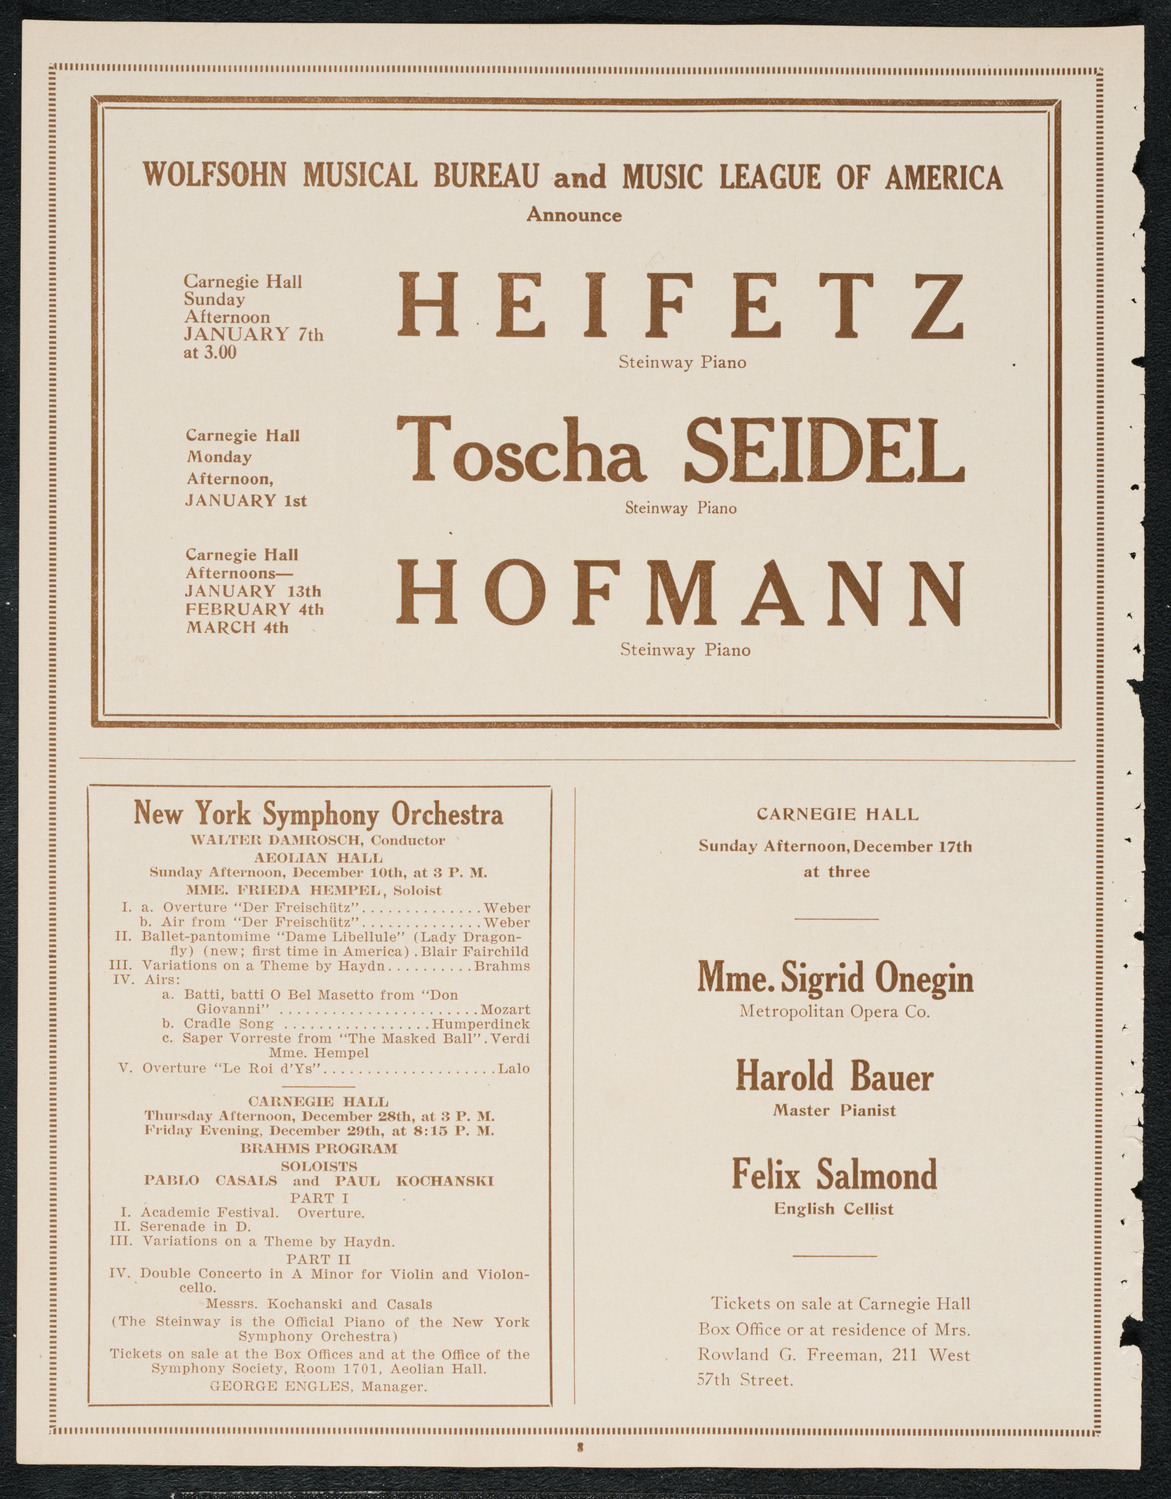 WOLFSOHN MUSICAL BUREAU and MUSIC LEAGUE OF AMERICA
Announce
Carnegie Hall
Sunday
Afternoon
JANUARY 7th
at 3.00
HEIFETZ
Steinway Piano
Carnegie Hall
Monday
Afternoon,
JANUARY 1st
Toscha SEIDEL
Steinway Piano
Carnegie Hall
Afternoons—
JANUARY 13th
FEBRUARY 4th
MARCH 4th
HOFMANN
Steinway Piano
New York Symphony Orchestra
WALTER DAMROSCH, Conductor
AEOLIAN HALL
Sunday Afternoon, December 10th, at 3 P. M.
MME. FRIEDA HEMPEL, Soloist
I. a. Overture "Der Freischütz"..............Weber
b. Air from "Der Freischütz"..............Weber
II. Ballet-pantomime "Dame Libellule" (Lady Dragon-
fly) (new; first time in America).Blair Fairchild
III. Variations on a Theme by Haydn..........Brahms
IV. Airs:
a. Batti, batti O Bel Masetto from "Don
Giovanni" .......................Mozart
b. Cradle Song .................Humperdinck
c. Saper Vorreste from "The Masked Ball".Verdi
Mme. Hempel
V. Overture "Le Roi d'Ys"....................Lalo
CARNEGIE HALL
Thursday Afternoon, December 28th, at 3 P. M.
Friday Evening, December 29th, at 8:15 P. M.
BRAHMS PROGRAM
SOLOISTS
PABLO CASALS and PAUL KOCHANSKI
PART I
I. Academic Festival. Overture.
II. Serenade in D.
III. Variations on a Theme by Haydn.
PART II
IV. Double Concerto in A Minor for Violin and Violon-
cello.
Messrs. Kochanski and Casals
(The Steinway is the Official Piano of the New York
Symphony Orchestra)
Tickets on sale at the Box Offices and at the Office of the
Symphony Society, Room 1701, Aeolian Hall.
GEORGE ENGLES, Manager.
CARNEGIE HALL
Sunday Afternoon, December 17th
at three
Mme. Sigrid Onegin
Metropolitan Opera Co.
Harold Bauer
Master Pianist
Felix Salmond
English Cellist
Tickets on sale at Carnegie Hall
Box Office or at residence of Mrs.
Rowland G. Freeman, 211 West
57th Street.
8